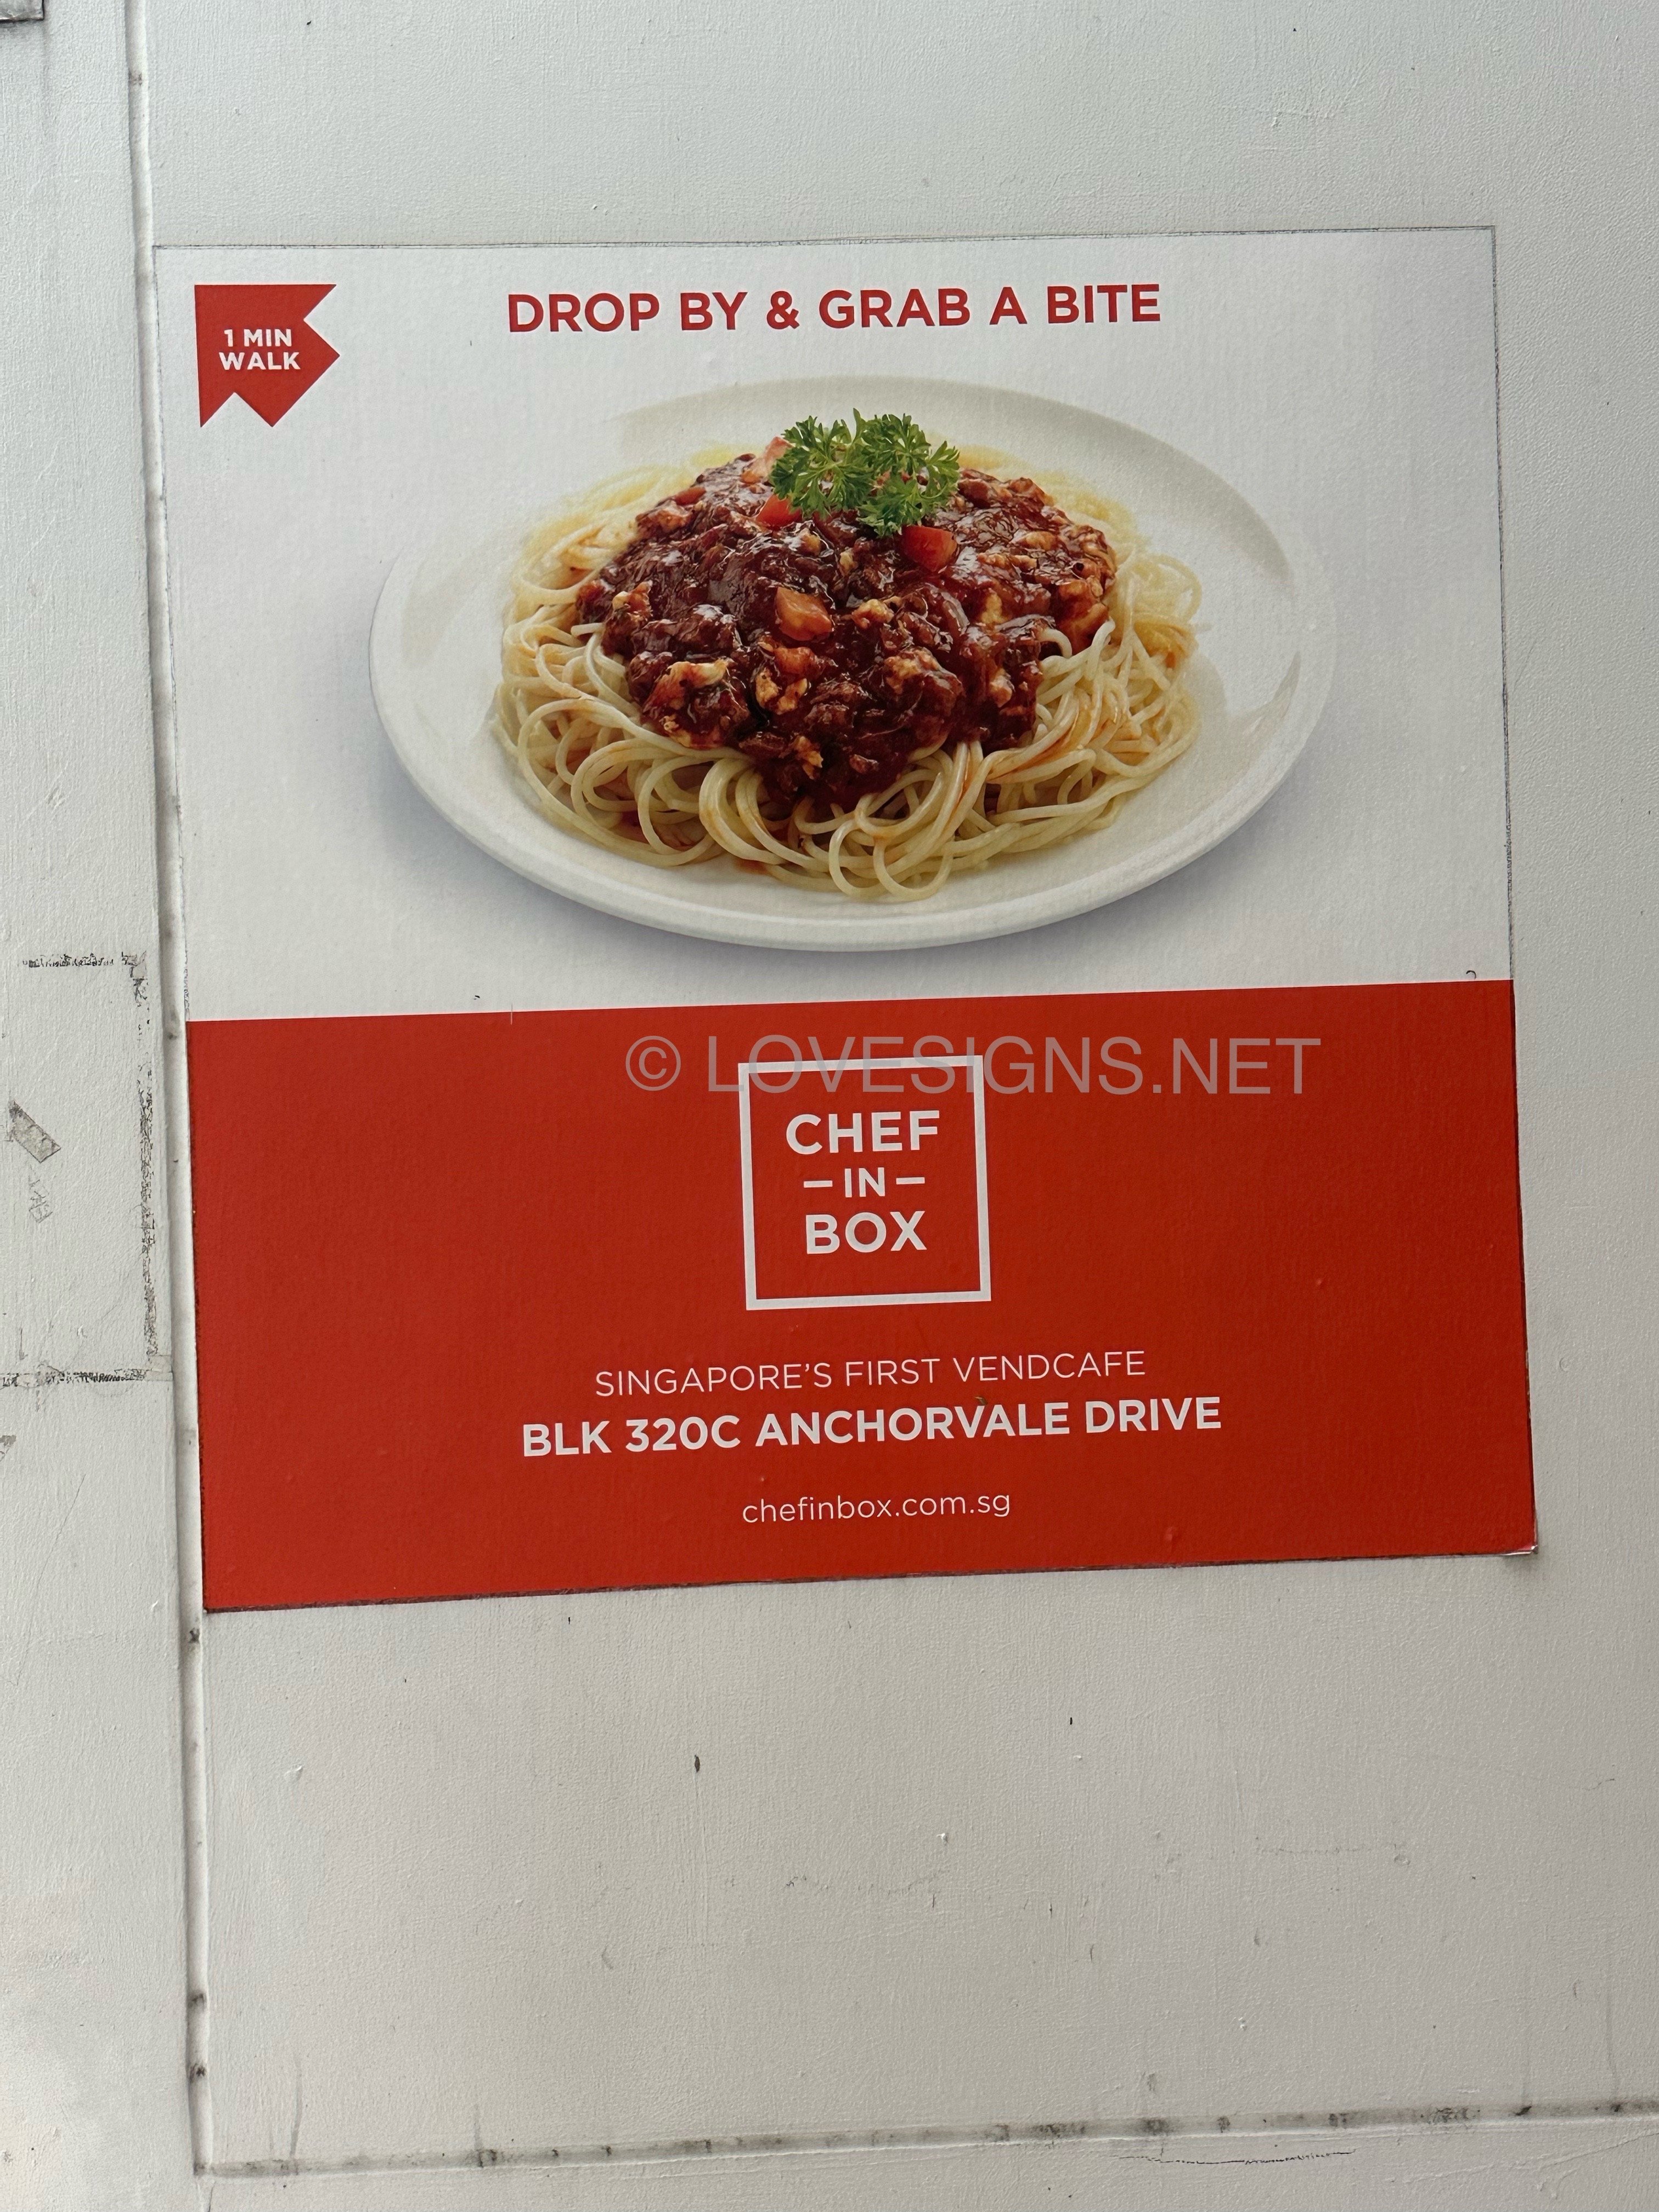 1 MIN
WALK
DROP BY & GRAB A BITE
© LOVESIGNS.NET
CHEF
–IN–
BOX
SINGAPORE'S FIRST VENDCAFE
BLK 320C ANCHORVALE DRIVE
chefinbox.com.sg